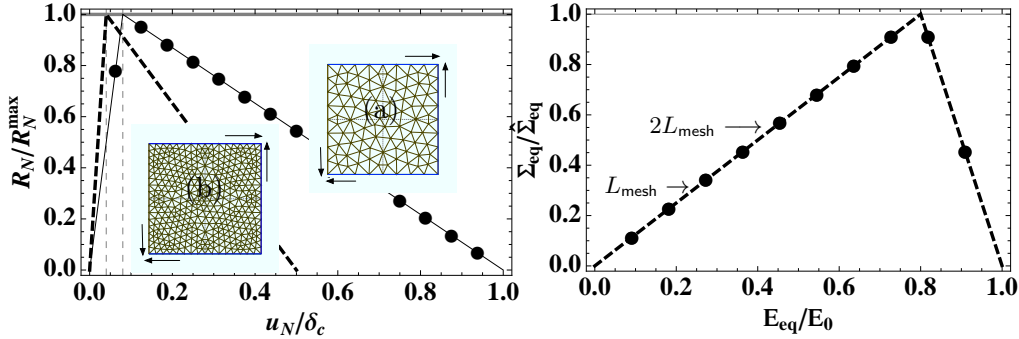 R_N/R_N^max
1.0
0.8
0.6
0.4
0.2
0.0
(a)
(b)
0.0 0.2 0.4 0.6 0.8 1.0
u_N/δ_c
Σ_eq/Σ̂_eq
1.0
0.8
0.6
0.4
0.2
0.0
2L_mesh →
L_mesh →
0.0 0.2 0.4 0.6 0.8 1.0
E_eq/E_0